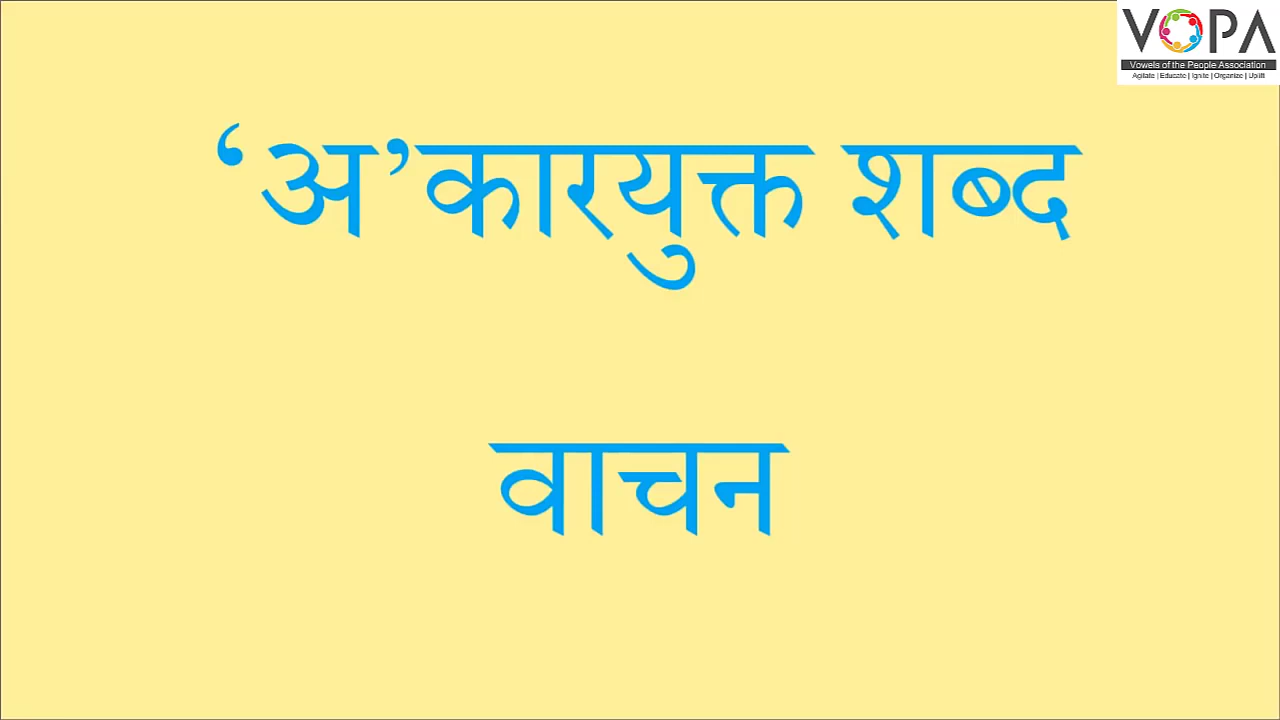 VOPA
Vowels of the People Association
Agitate | Educate | Ignite | Organize | Uplift
‘अ’कारयुक्त शब्द
वाचन